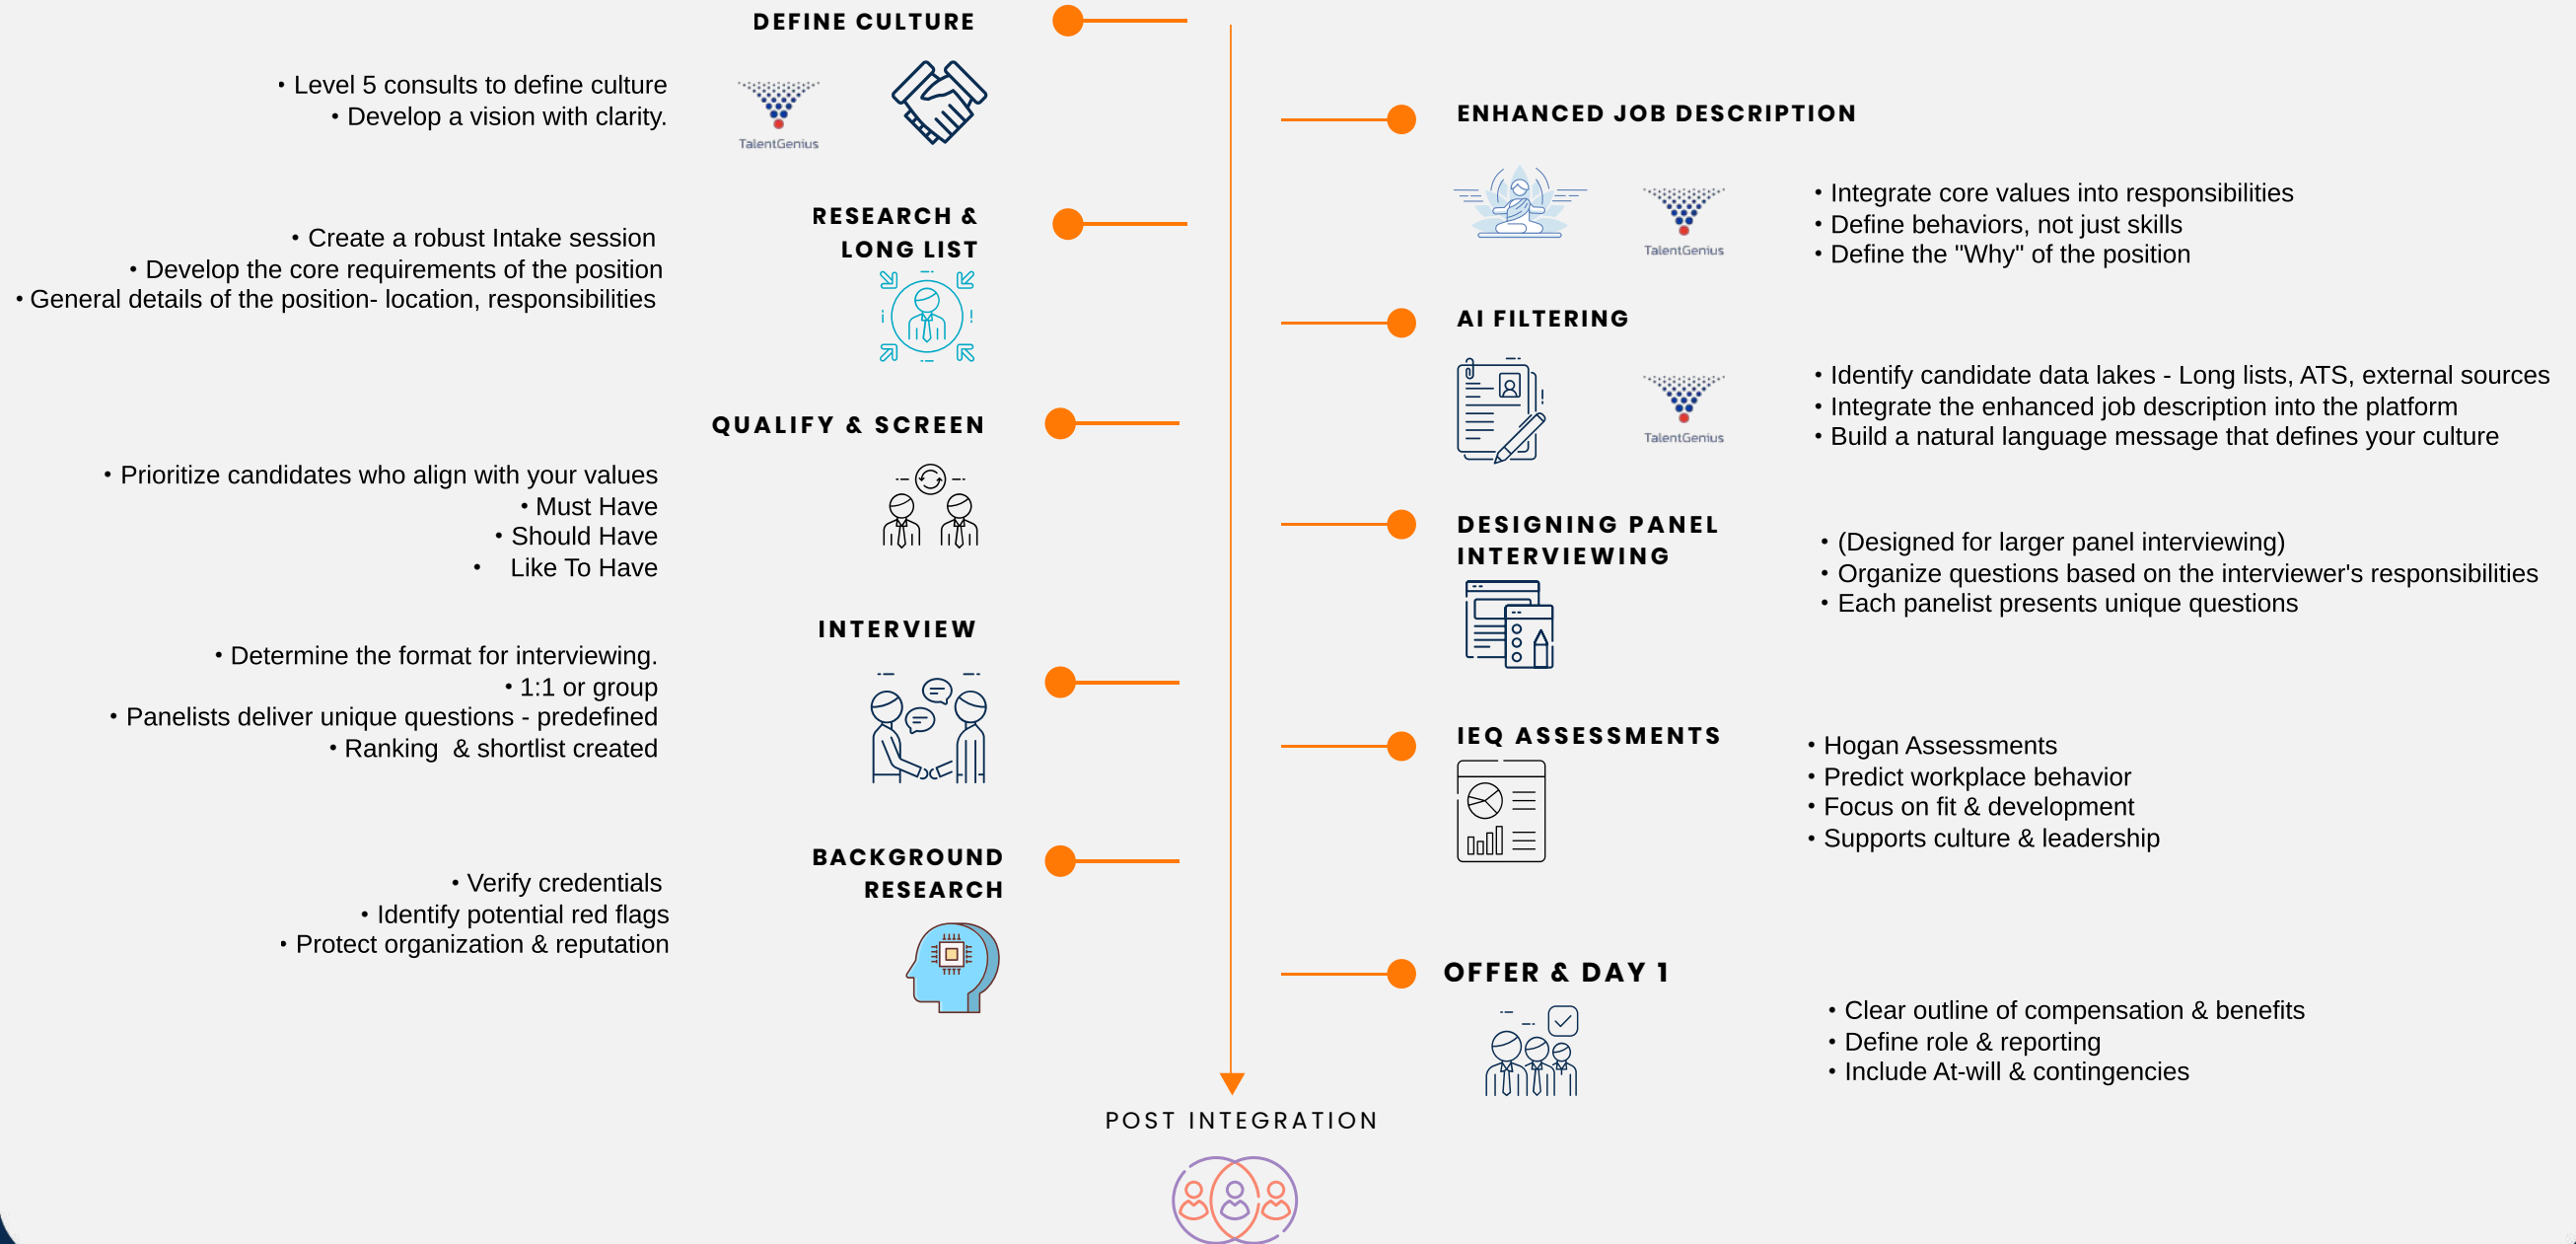 DEFINE CULTURE
• Level 5 consults to define culture
• Develop a vision with clarity.
TalentGenius
ENHANCED JOB DESCRIPTION
• Integrate core values into responsibilities
• Define behaviors, not just skills
• Define the "Why" of the position
TalentGenius
RESEARCH &
LONG LIST
• Create a robust Intake session
• Develop the core requirements of the position
• General details of the position- location, responsibilities
AI FILTERING
• Identify candidate data lakes - Long lists, ATS, external sources
• Integrate the enhanced job description into the platform
• Build a natural language message that defines your culture
TalentGenius
QUALIFY & SCREEN
• Prioritize candidates who align with your values
• Must Have
• Should Have
• Like To Have
DESIGNING PANEL
INTERVIEWING
• (Designed for larger panel interviewing)
• Organize questions based on the interviewer's responsibilities
• Each panelist presents unique questions
INTERVIEW
• Determine the format for interviewing.
• 1:1 or group
• Panelists deliver unique questions - predefined
• Ranking  & shortlist created
IEQ ASSESSMENTS
• Hogan Assessments
• Predict workplace behavior
• Focus on fit & development
• Supports culture & leadership
BACKGROUND
RESEARCH
• Verify credentials
• Identify potential red flags
• Protect organization & reputation
OFFER & DAY 1
• Clear outline of compensation & benefits
• Define role & reporting
• Include At-will & contingencies
POST INTEGRATION